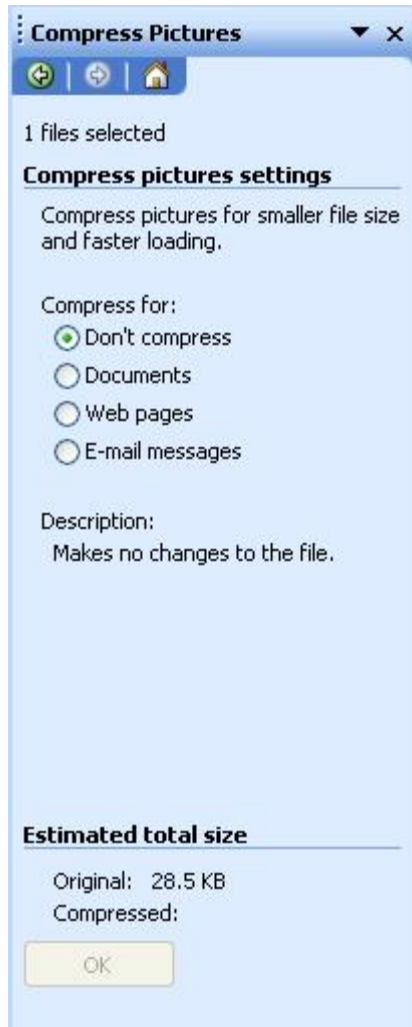 Compress Pictures
1 files selected
Compress pictures settings
Compress pictures for smaller file size
and faster loading.
Compress for:
Don't compress
Documents
Web pages
E-mail messages
Description:
Makes no changes to the file.
Estimated total size
Original: 28.5 KB
Compressed:
OK